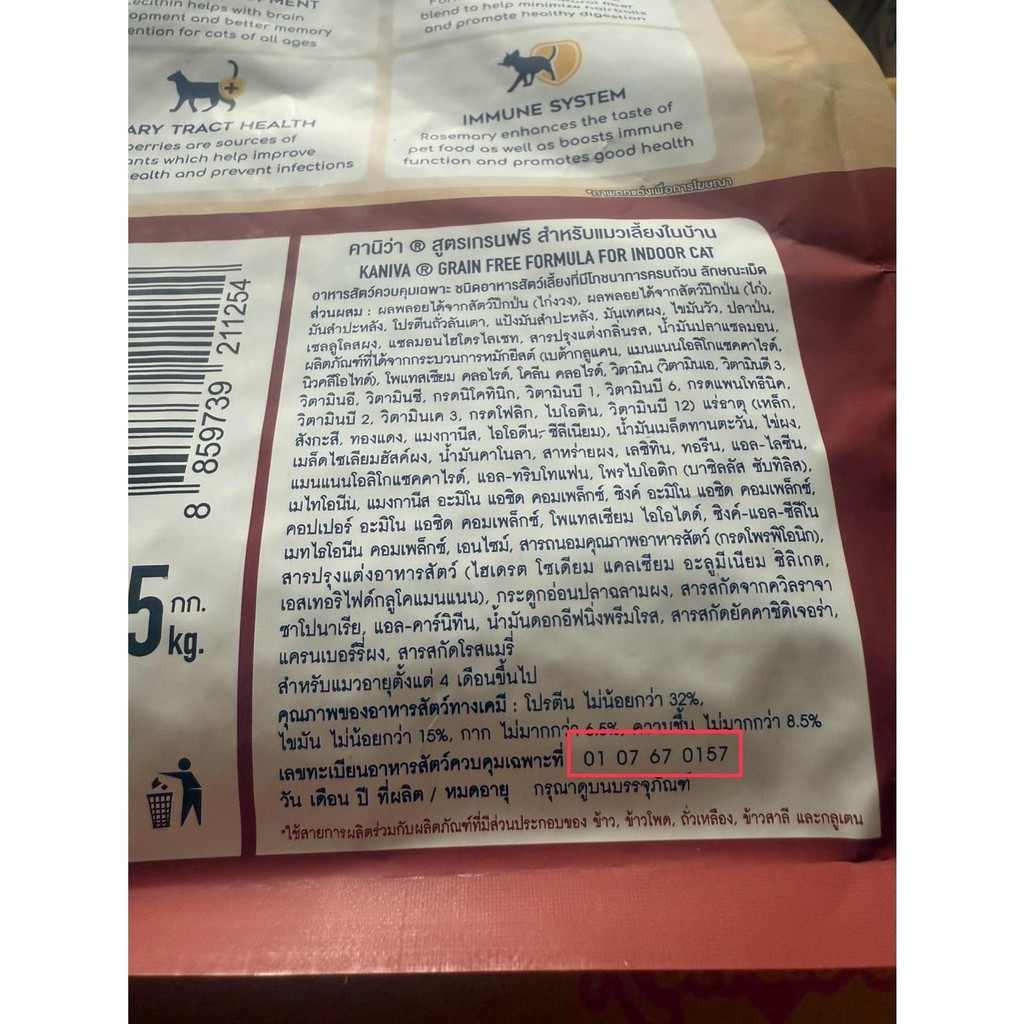 helps with brain
opment and better memory
ention for cats of all ages
blend to help minimize hairballs
and promote healthy digestion
ARY TRACT HEALTH
berries are sources of
ants which help improve
ealth and prevent infections
IMMUNE SYSTEM
Rosemary enhances the taste of
pet food as well as boosts immune
function and promotes good health
*ภาพตกแต่งเพื่อการโฆษณา
8 859739 211254
5 กก.
kg.
คานิว่า ® สูตรเกรนฟรี สำหรับแมวเลี้ยงในบ้าน
KANIVA ® GRAIN FREE FORMULA FOR INDOOR CAT
อาหารสัตว์ควบคุมเฉพาะ ชนิดอาหารสัตว์เลี้ยงที่มีโภชนาการครบถ้วน ลักษณะเม็ด
ส่วนผสม : ผลพลอยได้จากสัตว์ปีกป่น (ไก่งวง), ผลพลอยได้จากสัตว์ปีกป่น (ไก่),
มันสำปะหลัง, โปรตีนถั่วลันเตา, แป้งมันสำปะหลัง, มันเทศผง, ไขมันวัว, ปลาป่น,
เซลลูโลสผง, แซลมอนไฮโดรไลเซท, สารปรุงแต่งกลิ่นรส, น้ำมันปลาแซลมอน,
ผลิตภัณฑ์ที่ได้จากกระบวนการหมักยีสต์ (เบต้ากลูแคน, แมนแนนโอลิโกแซคคาไรด์,
นิวคลีโอไทด์), โพแทสเซียม คลอไรด์, โคลีน คลอไรด์, วิตามิน (วิตามินเอ, วิตามินดี 3,
วิตามินอี, วิตามินซี, กรดนิโคทินิก, วิตามินบี 1, วิตามินบี 6, กรดแพนโทธีนิค,
วิตามินบี 2, วิตามินเค 3, กรดโฟลิก, ไบโอติน, วิตามินบี 12) แร่ธาตุ (เหล็ก,
สังกะสี, ทองแดง, แมงกานีส, ไอโอดีน, ซีลีเนียม), น้ำมันเมล็ดทานตะวัน, ไข่ผง,
เมล็ดไซเลียมฮัสค์ผง, น้ำมันคาโนลา, สาหร่ายผง, เลซิทิน, ทอรีน, แอล-ไลซีน,
แมนแนนโอลิโกแซคคาไรด์, แอล-ทริบโทแฟน, โพรไบโอติก (บาซิลลัส ซับทิลิส),
เมไทโอนีน, แมงกานีส อะมิโน แอซิด คอมเพล็กซ์, ซิงค์ อะมิโน แอซิด คอมเพล็กซ์,
คอปเปอร์ อะมิโน แอซิด คอมเพล็กซ์, โพแทสเซียม ไอโอไดด์, ซิงค์-แอล-ซีลีโน
เมทไธโอนีน คอมเพล็กซ์, เอนไซม์, สารถนอมคุณภาพอาหารสัตว์ (กรดโพรพิโอนิก),
สารปรุงแต่งอาหารสัตว์ (ไฮเดรต โซเดียม แคลเซียม อะลูมีเนียม ซิลิเกต,
เอสเทอริไฟด์กลูโคแมนแนน), กระดูกอ่อนปลาฉลามผง, สารสกัดจากควิลราจา
ซาโปนาเรีย, แอล-คาร์นิทีน, น้ำมันดอกอีฟนิ่งพริมโรส, สารสกัดยัคคาชิดิเจอร่า,
แครนเบอร์รี่ผง, สารสกัดโรสแมรี่
สำหรับแมวอายุตั้งแต่ 4 เดือนขึ้นไป
คุณภาพของอาหารสัตว์ทางเคมี : โปรตีน ไม่น้อยกว่า 32%,
ไขมัน ไม่น้อยกว่า 15%, กาก ไม่มากกว่า 6.5%, ความชื้น ไม่มากกว่า 8.5%
เลขทะเบียนอาหารสัตว์ควบคุมเฉพาะที่ 01 07 67 0157
วัน เดือน ปี ที่ผลิต / หมดอายุ กรุณาดูบนบรรจุภัณฑ์
*ใช้สายการผลิตร่วมกับผลิตภัณฑ์ที่มีส่วนประกอบของ ข้าว, ข้าวโพด, ถั่วเหลือง, ข้าวสาลี และกลูเตน